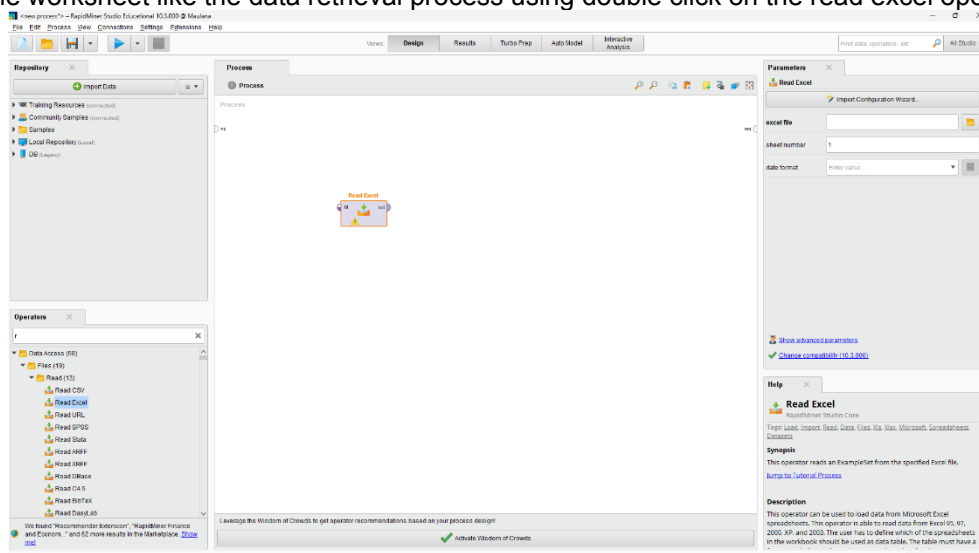 worksheet like the data retrieval process using double click on the read excel
<new process*> – RapidMiner Studio Educational 10.3.000 @ Maulana
File Edit Process View Connections Settings Extensions Help
Views: Design Results Turbo Prep Auto Model Interactive Analysis
Find data, operators...etc
All Studio
Repository
Import Data
Training Resources (connected)
Community Samples (connected)
Samples
Local Repository (Local)
DB (Legacy)
Operators
r
Data Access (59)
Files (19)
Read (13)
Read CSV
Read Excel
Read URL
Read SPSS
Read Stata
Read ARFF
Read XRFF
Read DBase
Read C4.5
Read BibTeX
Read DasyLab
We found "Recommender Extension", "RapidMiner Finance
and Econom..." and 62 more results in the Marketplace. Show
me!
Process
Process
Process
inp
res
Read Excel
fil
out
Leverage the Wisdom of Crowds to get operator recommendations based on your process design!
Activate Wisdom of Crowds
Parameters
Read Excel
Import Configuration Wizard...
excel file
sheet number 1
date format Enter value...
Show advanced parameters
Change compatibility (10.3.000)
Help
Read Excel
RapidMiner Studio Core
Tags: Load, Import, Read, Data, Files, Xls, Xlsx, Microsoft, Spreadsheets,
Datasets
Synopsis
This operator reads an ExampleSet from the specified Excel file.
Jump to Tutorial Process
Description
This operator can be used to load data from Microsoft Excel
spreadsheets. This operator is able to read data from Excel 95, 97,
2000, XP, and 2003. The user has to define which of the spreadsheets
in the workbook should be used as data table. The table must have a